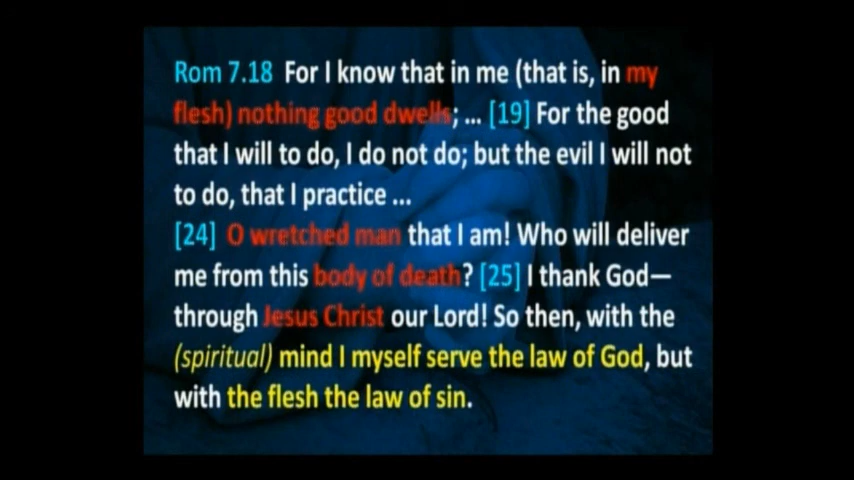 Rom 7.18 For I know that in me (that is, in my
flesh) nothing good dwells; ... [19] For the good
that I will to do, I do not do; but the evil I will not
to do, that I practice ...
[24] O wretched man that I am! Who will deliver
me from this body of death? [25] I thank God—
through Jesus Christ our Lord! So then, with the
(spiritual) mind I myself serve the law of God, but
with the flesh the law of sin.